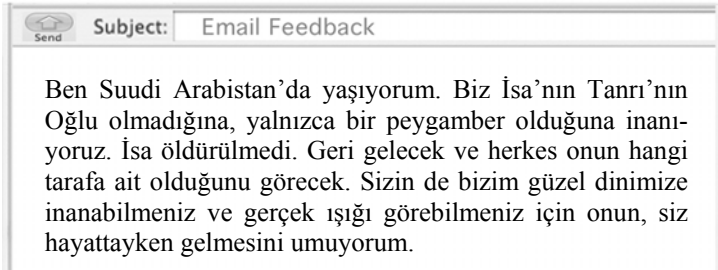 Send Subject: Email Feedback
Ben Suudi Arabistan’da yaşıyorum. Biz İsa’nın Tanrı’nın
Oğlu olmadığına, yalnızca bir peygamber olduğuna inanı-
yoruz. İsa öldürülmedi. Geri gelecek ve herkes onun hangi
tarafa ait olduğunu görecek. Sizin de bizim güzel dinimize
inanabilmeniz ve gerçek ışığı görebilmeniz için onun, siz
hayattayken gelmesini umuyorum.